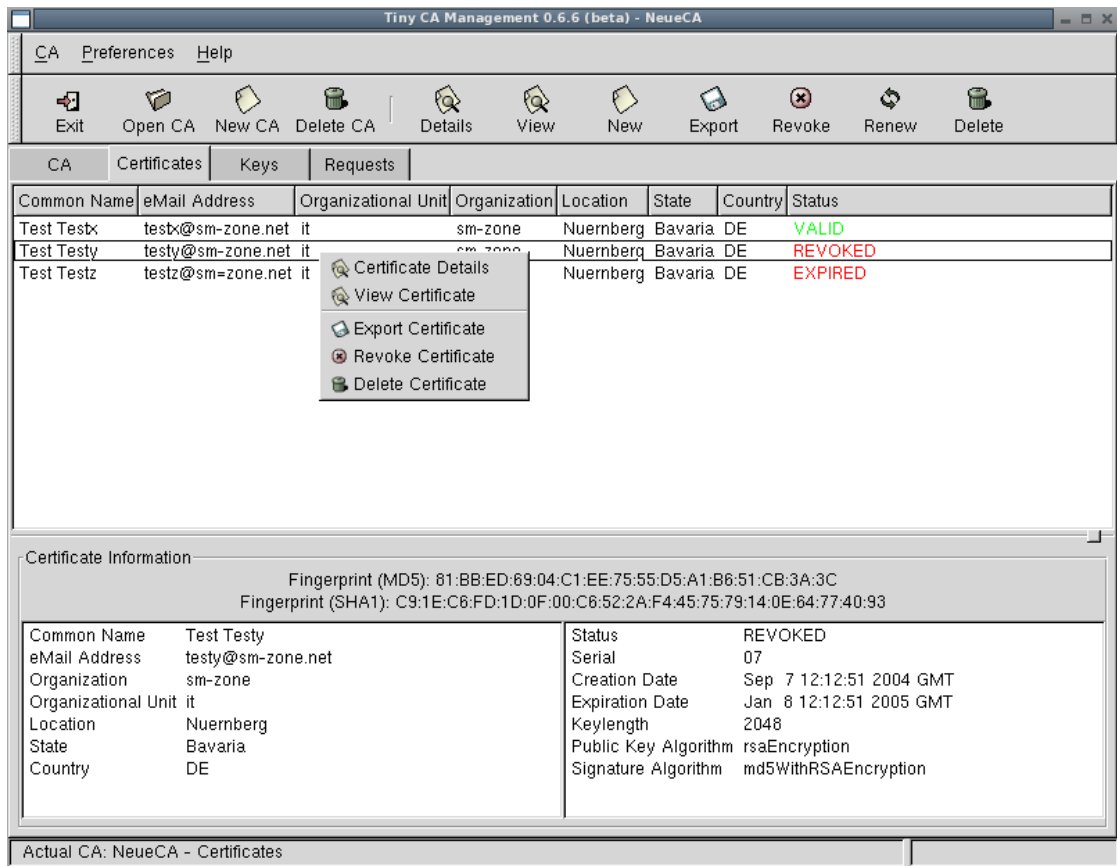 Tiny CA Management 0.6.6 (beta) - NeueCA
CA Preferences Help
Exit Open CA New CA Delete CA Details View New Export Revoke Renew Delete
CA Certificates Keys Requests
Common Name eMail Address Organizational Unit Organization Location State Country Status
Test Testx testx@sm-zone.net it sm-zone Nuernberg Bavaria DE VALID
Test Testy testy@sm-zone.net it sm-zone Nuernberg Bavaria DE REVOKED
Test Testz testz@sm=zone.net it Nuernberg Bavaria DE EXPIRED
Certificate Details
View Certificate
Export Certificate
Revoke Certificate
Delete Certificate
Certificate Information
Fingerprint (MD5): 81:BB:ED:69:04:C1:EE:75:55:D5:A1:B6:51:CB:3A:3C
Fingerprint (SHA1): C9:1E:C6:FD:1D:0F:00:C6:52:2A:F4:45:75:79:14:0E:64:77:40:93
Common Name Test Testy
eMail Address testy@sm-zone.net
Organization sm-zone
Organizational Unit it
Location Nuernberg
State Bavaria
Country DE
Status REVOKED
Serial 07
Creation Date Sep 7 12:12:51 2004 GMT
Expiration Date Jan 8 12:12:51 2005 GMT
Keylength 2048
Public Key Algorithm rsaEncryption
Signature Algorithm md5WithRSAEncryption
Actual CA: NeueCA - Certificates